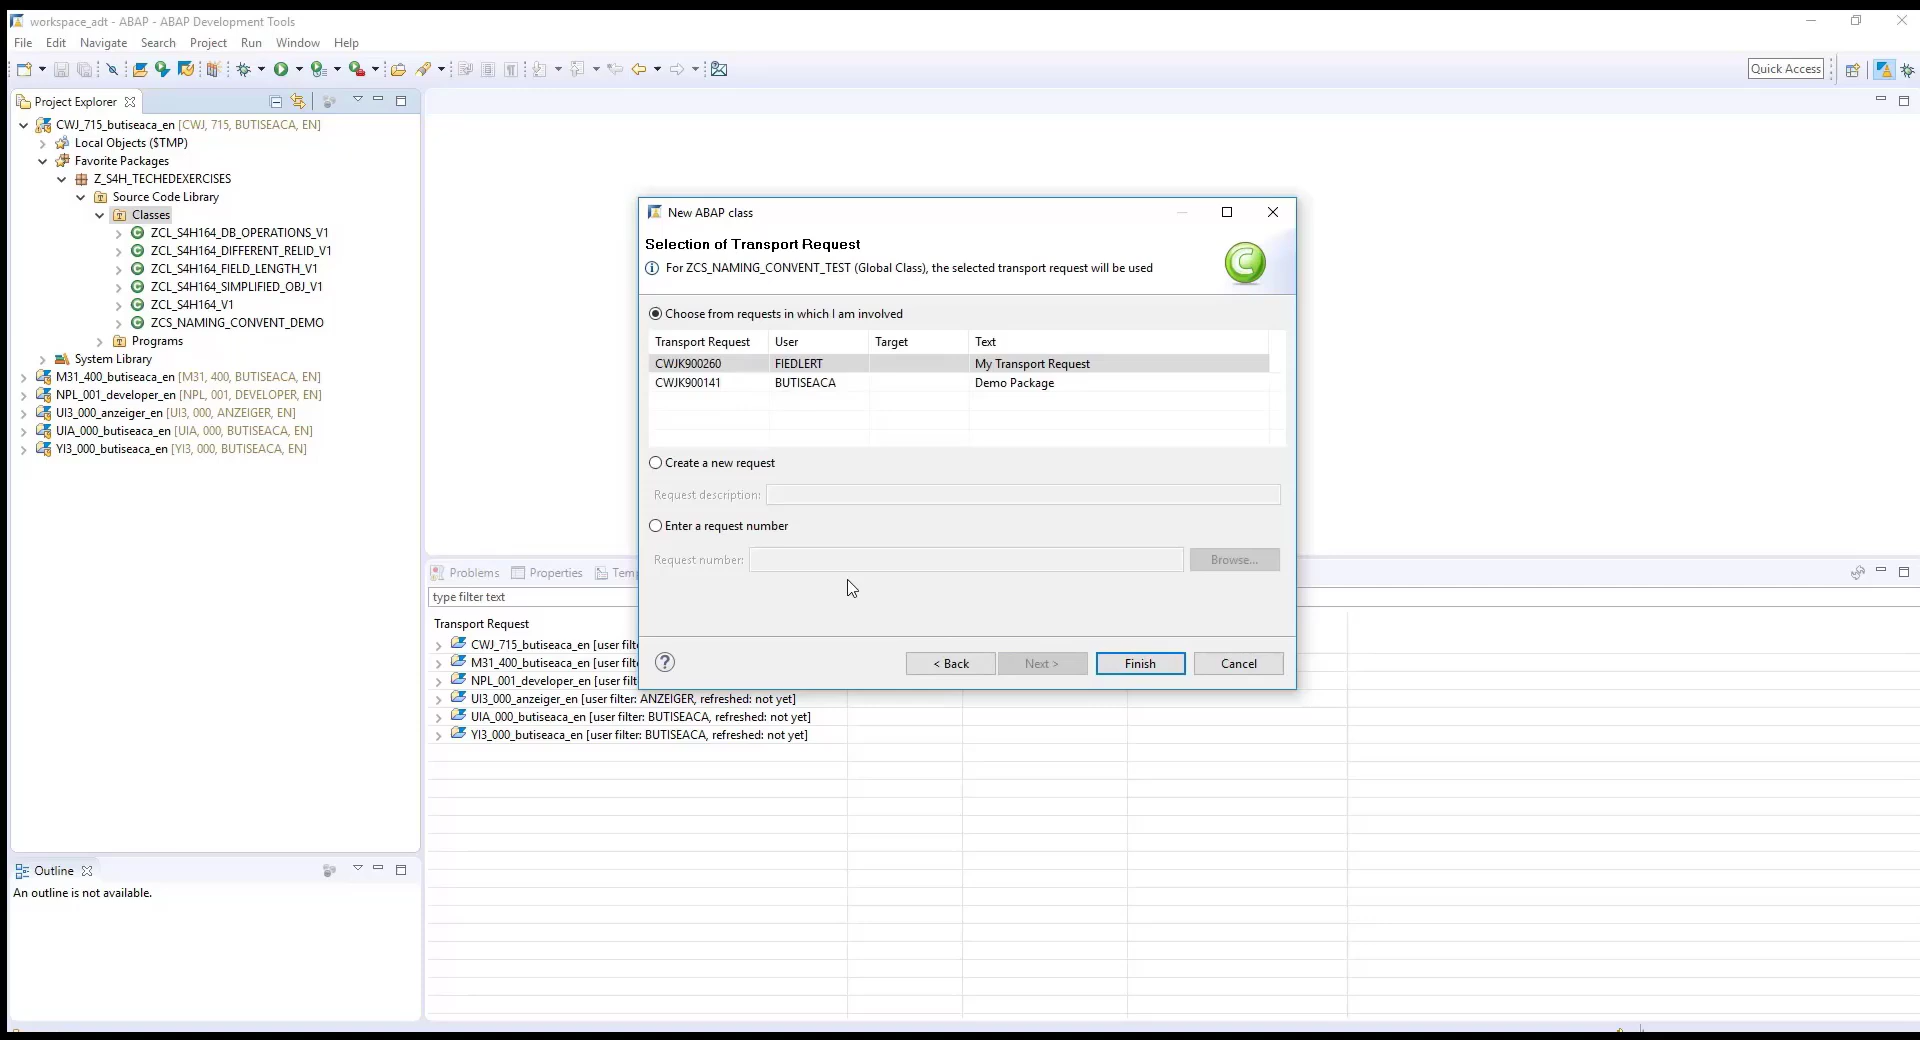 workspace_adt - ABAP - ABAP Development Tools
File Edit Navigate Search Project Run Window Help
Quick Access
Project Explorer
CWJ_715_butiseaca_en [CWJ, 715, BUTISEACA, EN]
Local Objects ($TMP)
Favorite Packages
Z_S4H_TECHEDEXERCISES
Source Code Library
Classes
ZCL_S4H164_DB_OPERATIONS_V1
ZCL_S4H164_DIFFERENT_RELID_V1
ZCL_S4H164_FIELD_LENGTH_V1
ZCL_S4H164_SIMPLIFIED_OBJ_V1
ZCL_S4H164_V1
ZCS_NAMING_CONVENT_DEMO
Programs
System Library
M31_400_butiseaca_en [M31, 400, BUTISEACA, EN]
NPL_001_developer_en [NPL, 001, DEVELOPER, EN]
UI3_000_anzeiger_en [UI3, 000, ANZEIGER, EN]
UIA_000_butiseaca_en [UIA, 000, BUTISEACA, EN]
YI3_000_butiseaca_en [YI3, 000, BUTISEACA, EN]
Outline
An outline is not available.
New ABAP class
Selection of Transport Request
For ZCS_NAMING_CONVENT_TEST (Global Class), the selected transport request will be used
Choose from requests in which I am involved
Transport Request User Target Text
CWJK900260 FIEDLERT My Transport Request
CWJK900141 BUTISEACA Demo Package
Create a new request
Request description:
Enter a request number
Request number: Browse...
< Back Next > Finish Cancel
Problems Properties Temp
type filter text
Transport Request
CWJ_715_butiseaca_en [user filte
M31_400_butiseaca_en [user filte
NPL_001_developer_en [user filt
UI3_000_anzeiger_en [user filter: ANZEIGER, refreshed: not yet]
UIA_000_butiseaca_en [user filter: BUTISEACA, refreshed: not yet]
YI3_000_butiseaca_en [user filter: BUTISEACA, refreshed: not yet]